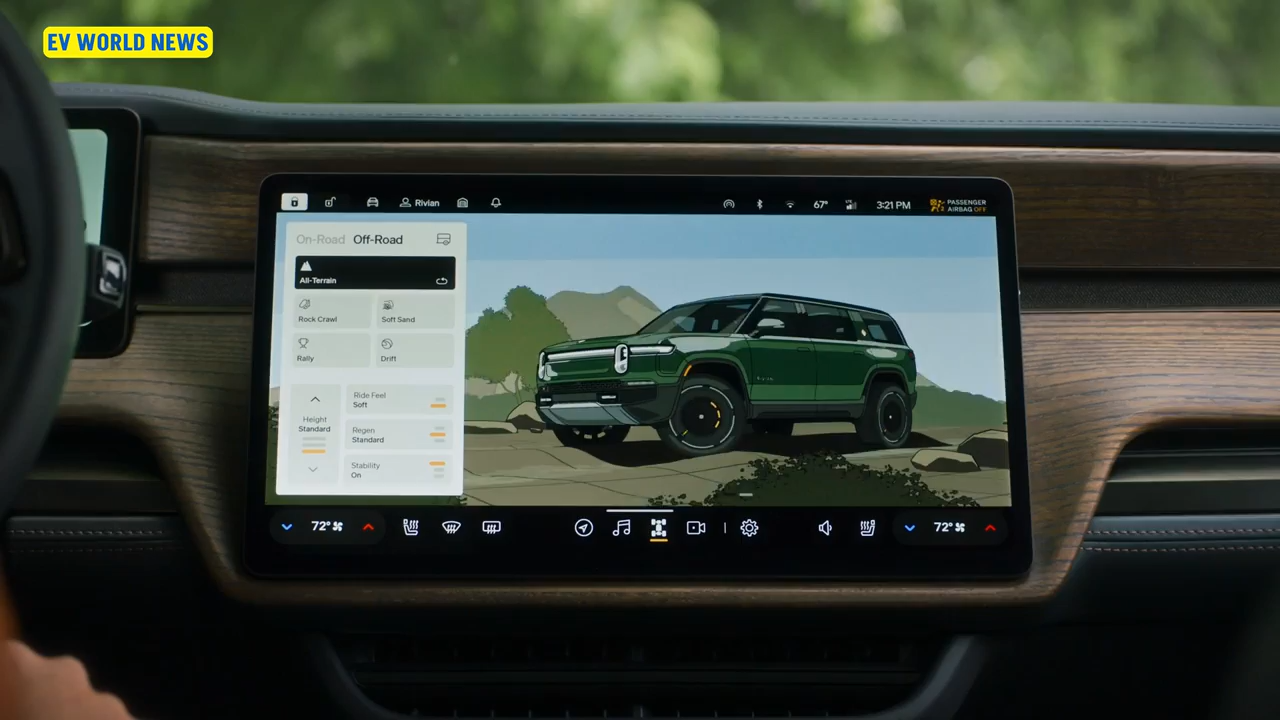 EV WORLD NEWS
Rivian
67°
LTE
3:21 PM
PASSENGER
AIRBAG OFF
On-Road Off-Road
All-Terrain
Rock Crawl
Soft Sand
Rally
Drift
Height
Standard
Ride Feel
Soft
Regen
Standard
Stability
On
72°
72°